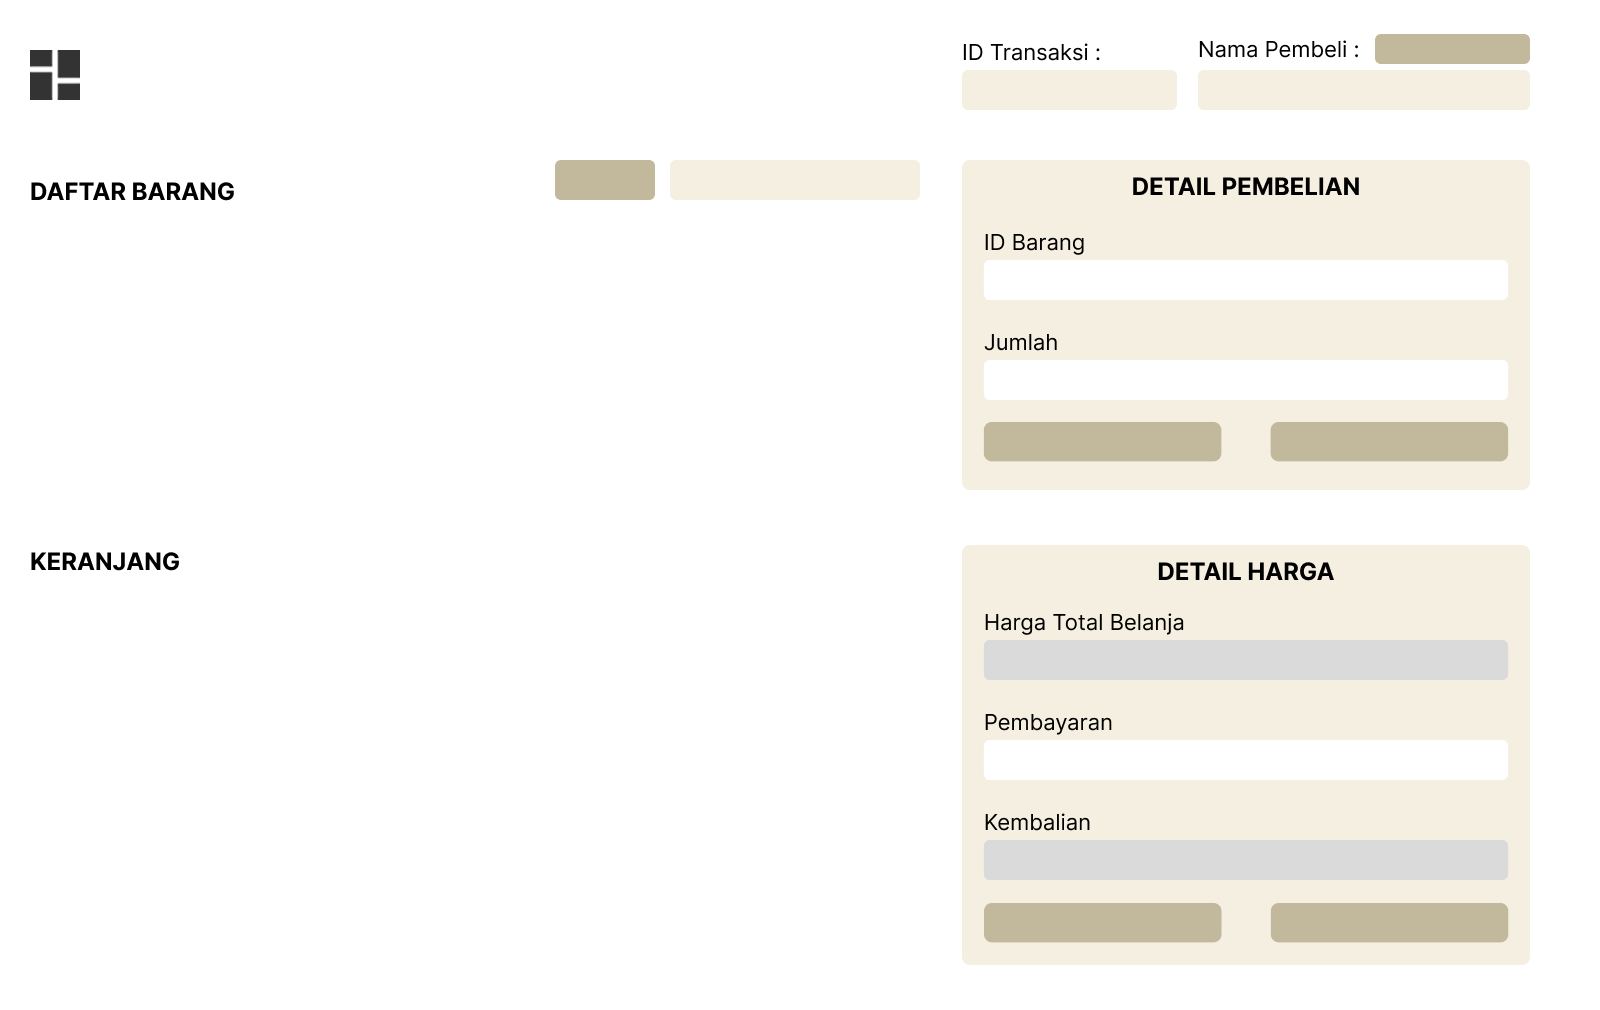 ID Transaksi :
Nama Pembeli :
DAFTAR BARANG
DETAIL PEMBELIAN
ID Barang
Jumlah
KERANJANG
DETAIL HARGA
Harga Total Belanja
Pembayaran
Kembalian